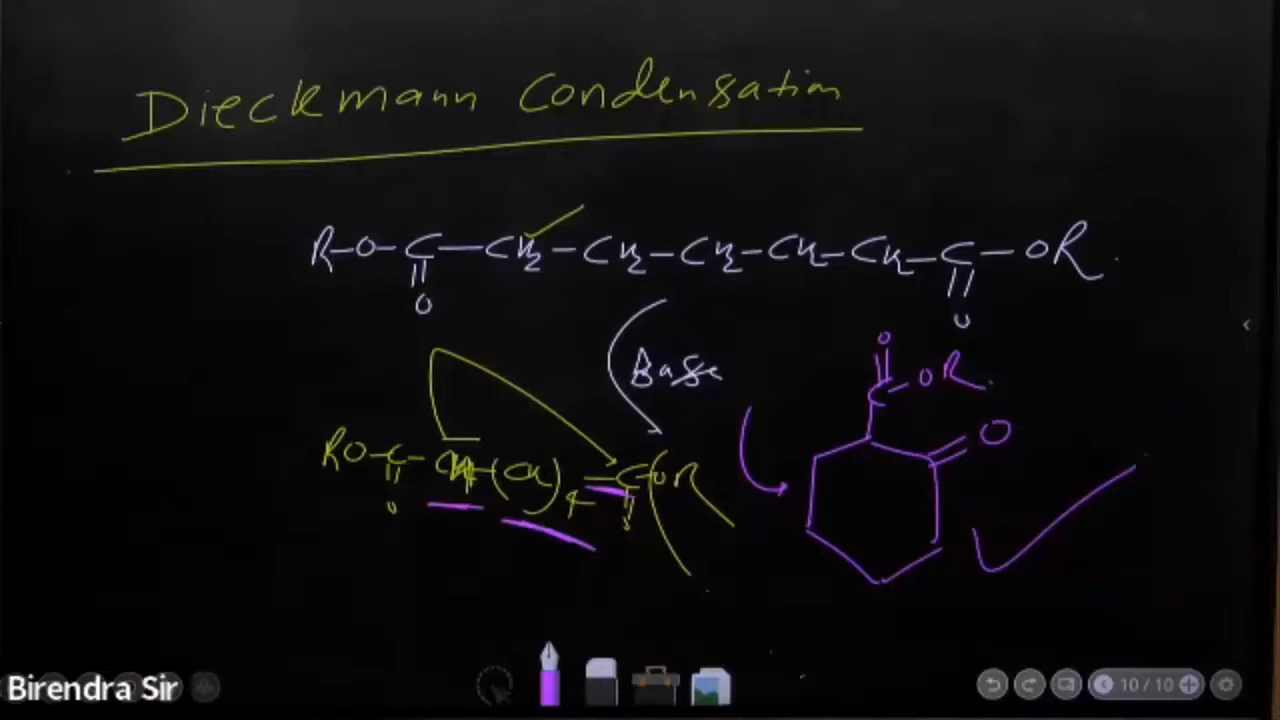 Dieckmann Condensation
R-O-C-CH2-CH2-CH2-CH2-CH2-C-OR
O O
Base
O
C OR
O
RO-C-CH-(CH2)4-C-OR
O O
Birendra Sir
10 / 10